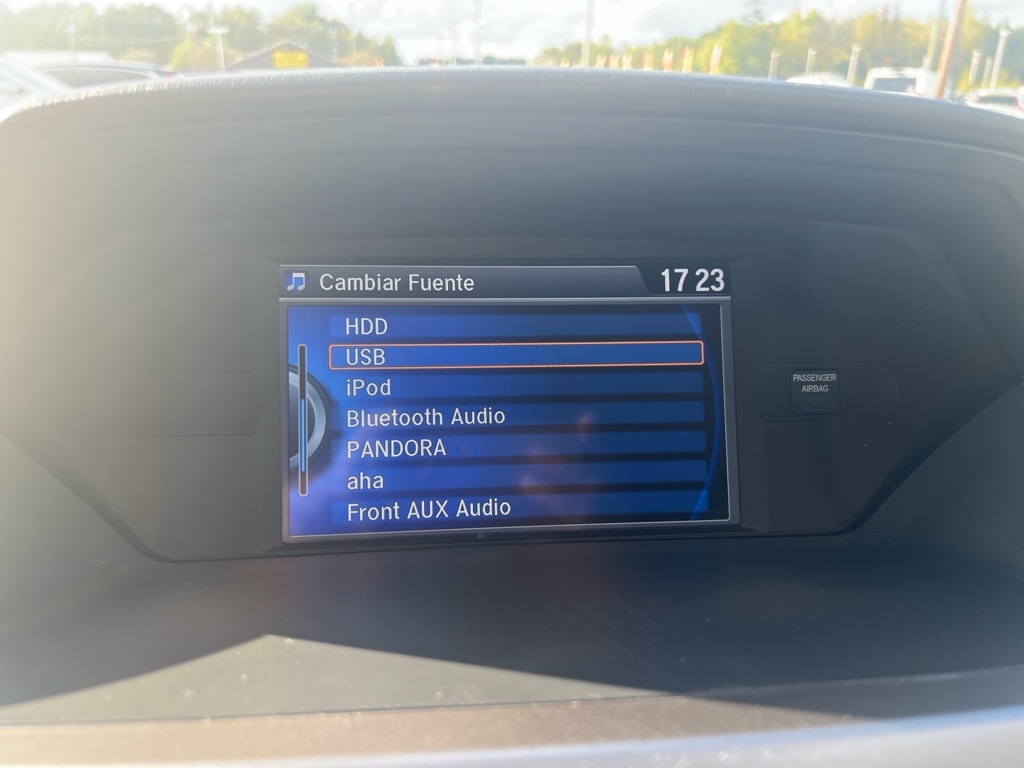 Cambiar Fuente
17 23
HDD
USB
iPod
Bluetooth Audio
PANDORA
aha
Front AUX Audio
PASSENGER
AIRBAG